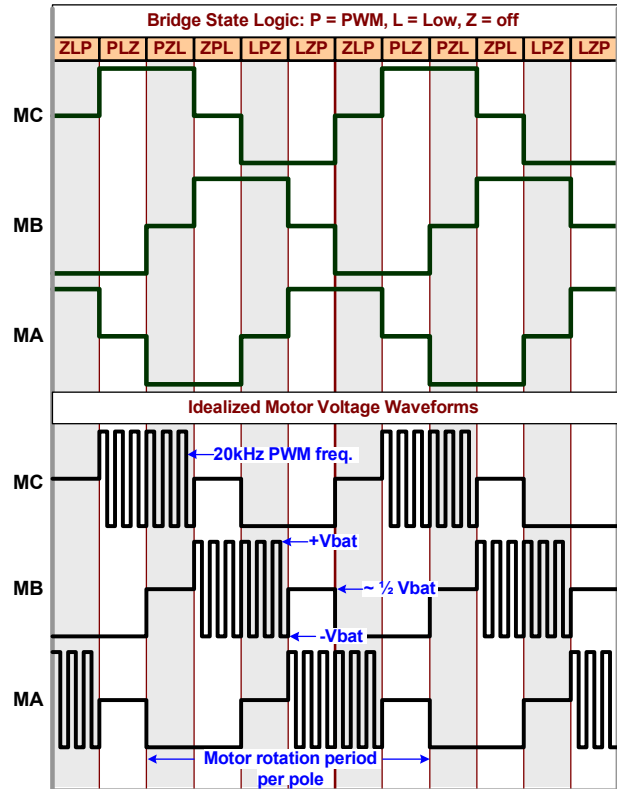 Bridge State Logic: P = PWM, L = Low, Z = off
ZLP PLZ PZL ZPL LPZ LZP ZLP PLZ PZL ZPL LPZ LZP
MC
MB
MA
Idealized Motor Voltage Waveforms
20kHz PWM freq.
MC
+Vbat
MB
~ ½ Vbat
-Vbat
MA
Motor rotation period
per pole